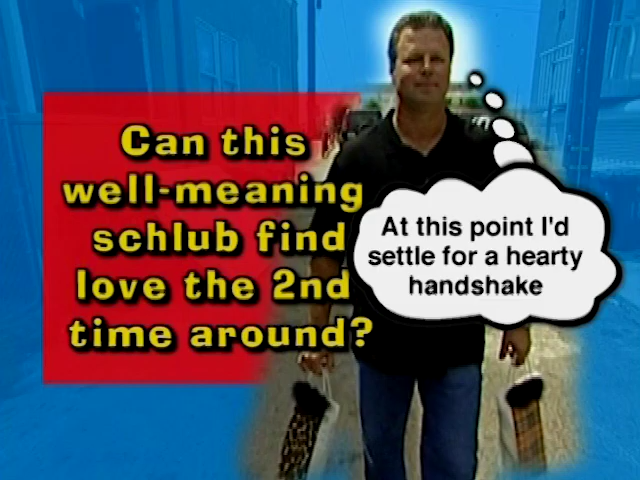 Can this
well-meaning
schlub find
love the 2nd
time around?
At this point I'd
settle for a hearty
handshake